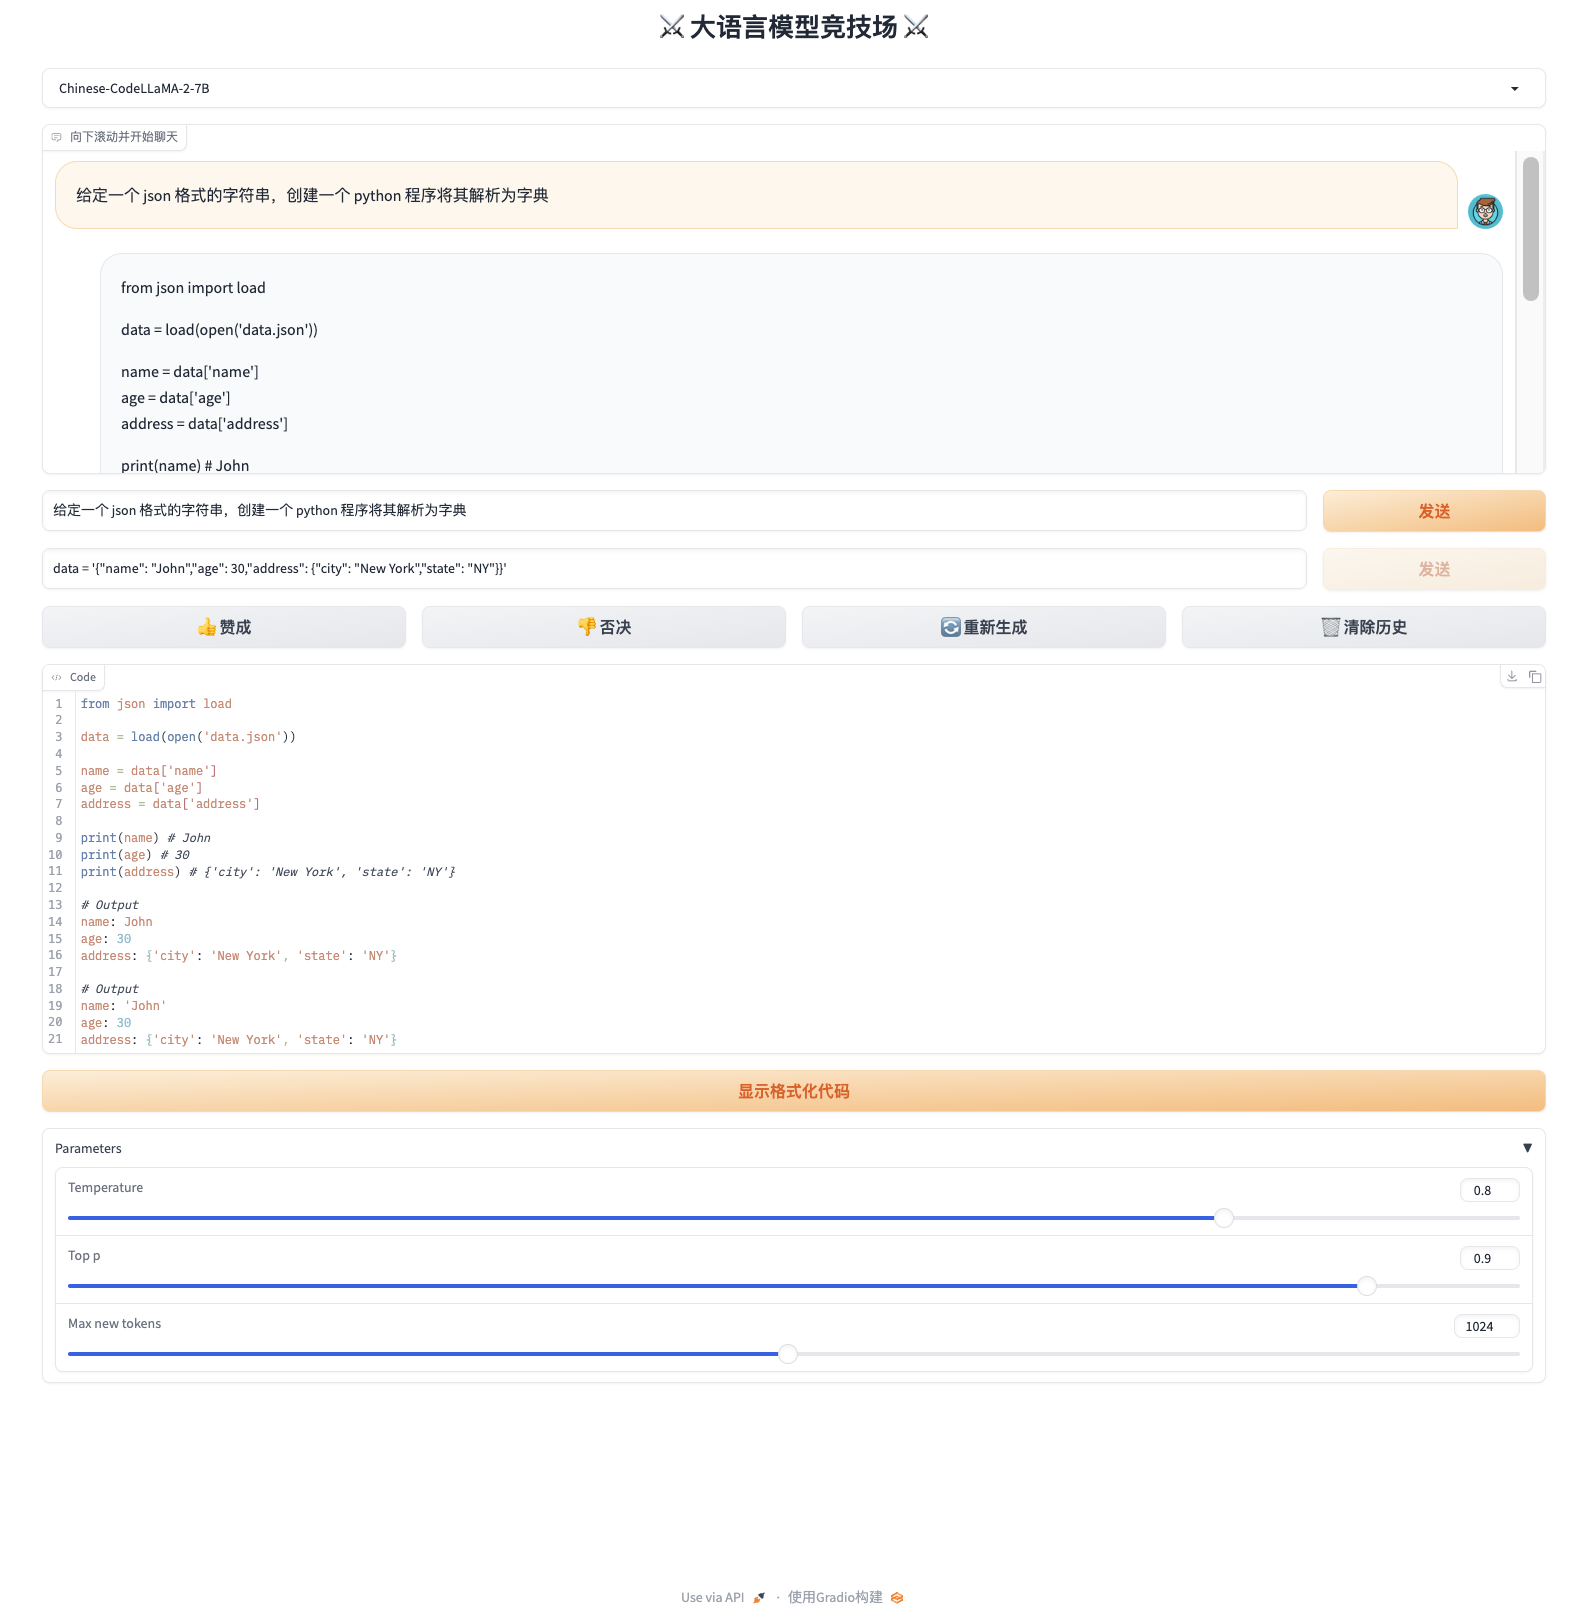 ⚔️大语言模型竞技场⚔️
Chinese-CodeLLaMA-2-7B
向下滚动并开始聊天
给定一个 json 格式的字符串，创建一个 python 程序将其解析为字典
from json import load
data = load(open('data.json'))
name = data['name']
age = data['age']
address = data['address']
print(name) # John
给定一个 json 格式的字符串，创建一个 python 程序将其解析为字典
发送
data = '{"name": "John","age": 30,"address": {"city": "New York","state": "NY"}}'
发送
👍赞成
👎否决
🔄重新生成
🗑️清除历史
Code
1 from json import load
2
3 data = load(open('data.json'))
4
5 name = data['name']
6 age = data['age']
7 address = data['address']
8
9 print(name) # John
10 print(age) # 30
11 print(address) # {'city': 'New York', 'state': 'NY'}
12
13 # Output
14 name: John
15 age: 30
16 address: {'city': 'New York', 'state': 'NY'}
17
18 # Output
19 name: 'John'
20 age: 30
21 address: {'city': 'New York', 'state': 'NY'}
显示格式化代码
Parameters
▼
Temperature
0.8
Top p
0.9
Max new tokens
1024
Use via API 🚀 · 使用Gradio构建